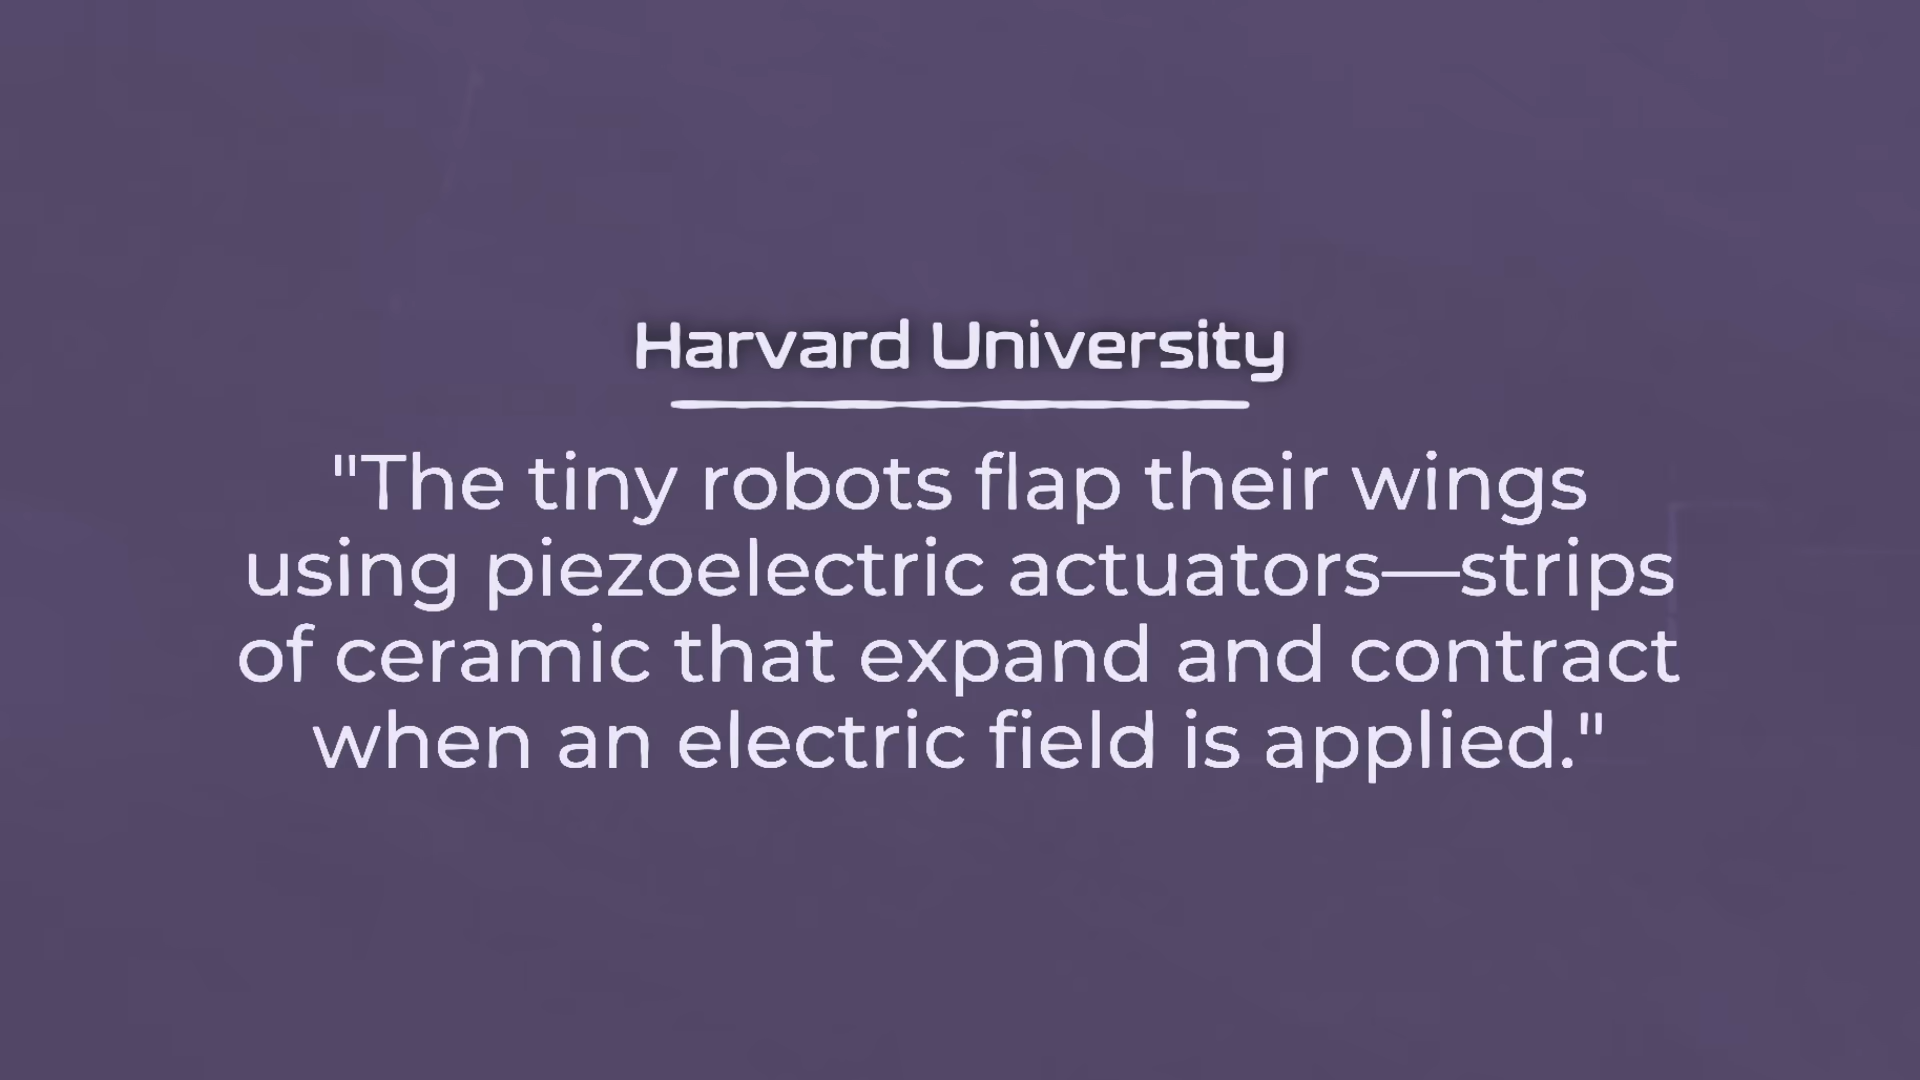 Harvard University
"The tiny robots flap their wings
using piezoelectric actuators—strips
of ceramic that expand and contract
when an electric field is applied."